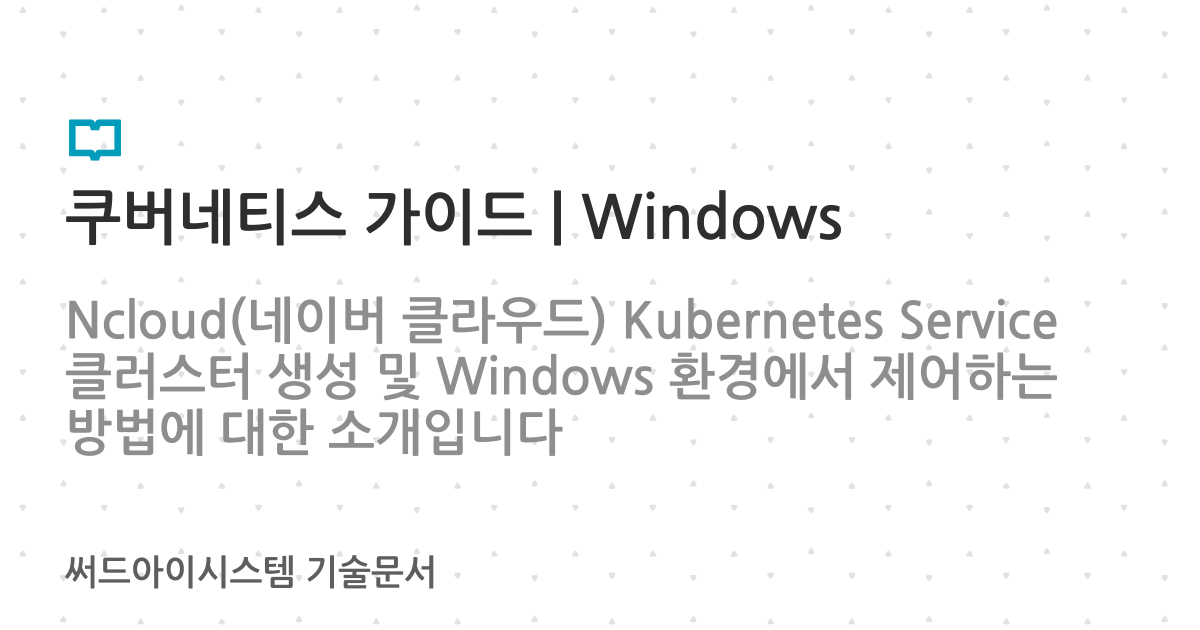 쿠버네티스 가이드 | Windows
Ncloud(네이버 클라우드) Kubernetes Service
클러스터 생성 및 Windows 환경에서 제어하는
방법에 대한 소개입니다
써드아이시스템 기술문서